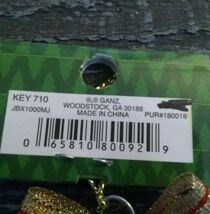 KEY 710
JBX1000MJ
®,© GANZ,
WOODSTOCK, GA 30188
MADE IN CHINA
PUR#180018
0 65810 80092 9